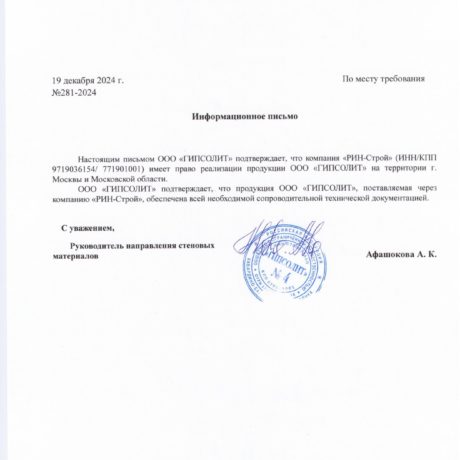 19 декабря 2024 г.
По месту требования
№281-2024
Информационное письмо
Настоящим письмом ООО «ГИПСОЛИТ» подтверждает, что компания «РИН-Строй» (ИНН/КПП
9719036154/ 771901001) имеет право реализации продукции ООО «ГИПСОЛИТ» на территории г.
Москвы и Московской области.
ООО «ГИПСОЛИТ» подтверждает, что продукция ООО «ГИПСОЛИТ», поставляемая через
компанию «РИН-Строй», обеспечена всей необходимой сопроводительной технической документацией.
С уважением,
Руководитель направления стеновых
материалов
Афашокова А. К.
«ГИПСОЛИТ»
№ 4